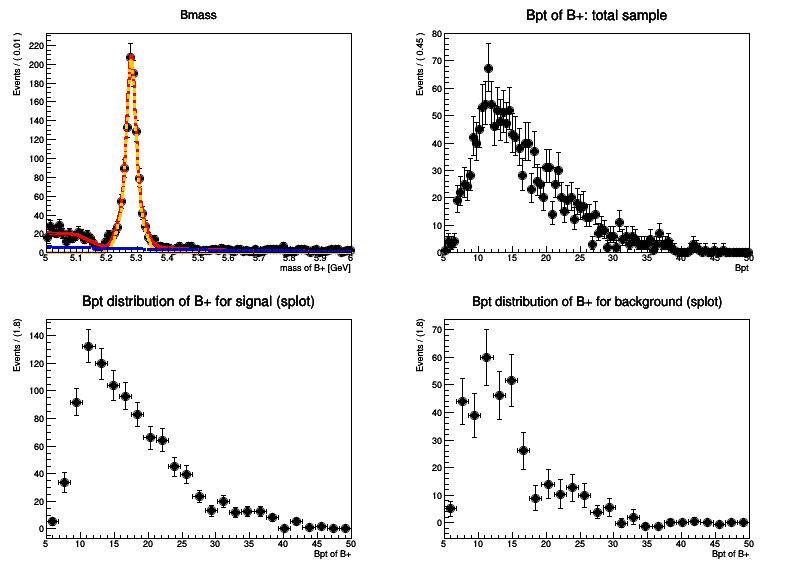 Bmass
Events / ( 0.01 )
220
200
180
160
140
120
100
80
60
40
20
0
5 5.1 5.2 5.3 5.4 5.5 5.6 5.7 5.8 5.9 6
mass of B+ [GeV]
Bpt of B+: total sample
Events / ( 0.45 )
80
70
60
50
40
30
20
10
0
5 10 15 20 25 30 35 40 45 50
Bpt
Bpt distribution of B+ for signal (splot)
Events / (1.8)
140
120
100
80
60
40
20
0
5 10 15 20 25 30 35 40 45 50
Bpt of B+
Bpt distribution of B+ for background (splot)
Events / (1.8)
70
60
50
40
30
20
10
0
5 10 15 20 25 30 35 40 45 50
Bpt of B+